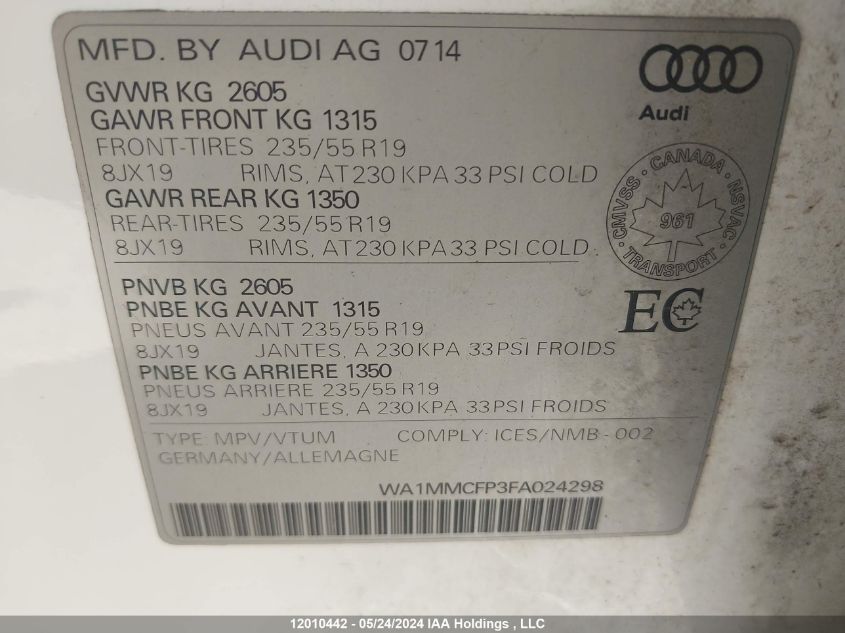 MFD. BY AUDI AG 0714
Audi
GVWR KG 2605
GAWR FRONT KG 1315
FRONT-TIRES 235/55 R19
8JX19 RIMS, AT 230 KPA 33 PSI COLD
GAWR REAR KG 1350
REAR-TIRES 235/55 R19
8JX19 RIMS, AT 230 KPA 33 PSI COLD
CMVSS · CANADA · NSVAC · TRANSPORT
961
PNVB KG 2605
PNBE KG AVANT 1315
PNEUS AVANT 235/55 R19
8JX19 JANTES, A 230 KPA 33 PSI FROIDS
EC
PNBE KG ARRIERE 1350
PNEUS ARRIERE 235/55 R19
8JX19 JANTES, A 230 KPA 33 PSI FROIDS
TYPE: MPV/VTUM COMPLY: ICES/NMB - 002
GERMANY/ALLEMAGNE
WA1MMCFP3FA024298
12010442 - 05/24/2024 IAA Holdings , LLC